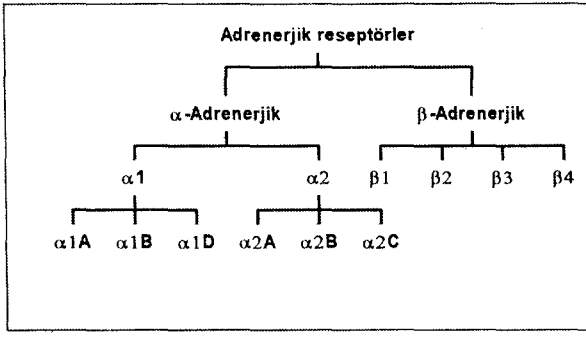 Adrenerjik reseptörler
α-Adrenerjik β-Adrenerjik
α1 α2 β1 β2 β3 β4
α1A α1B α1D α2A α2B α2C